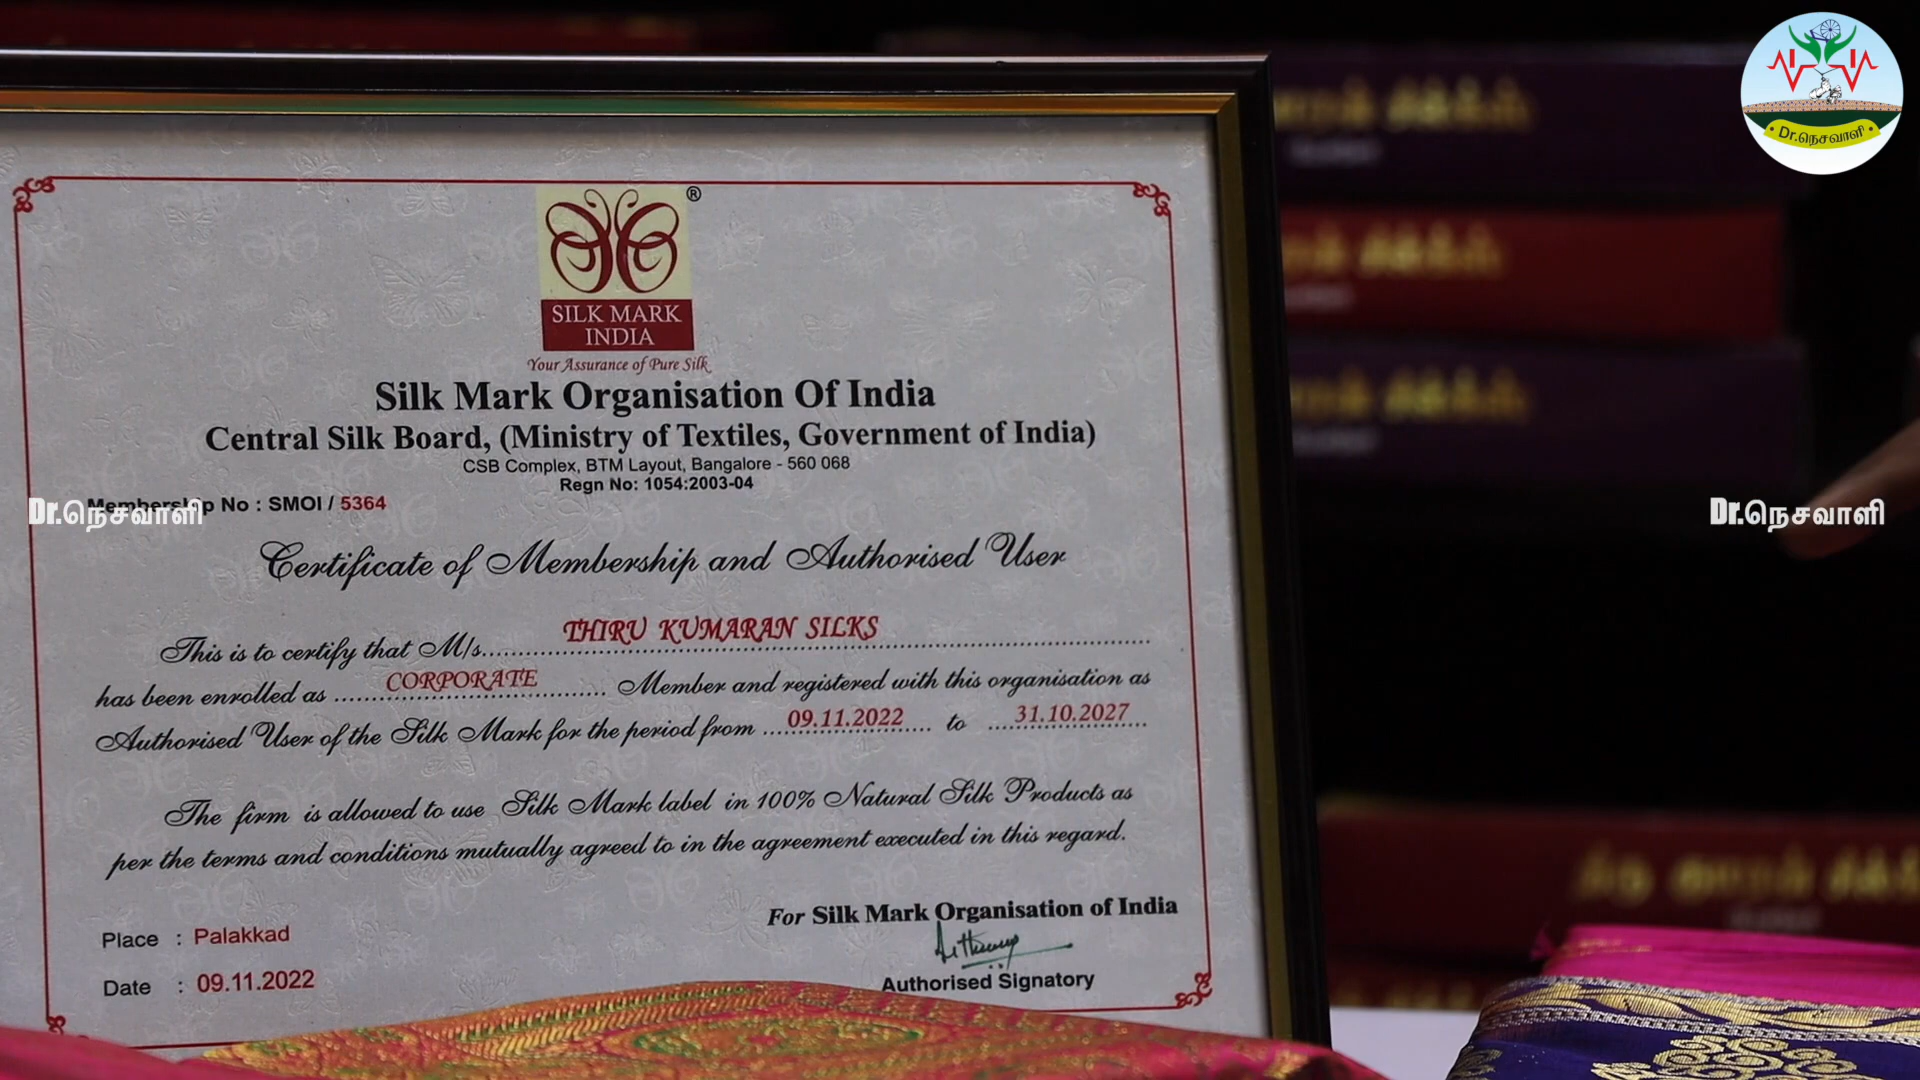 Dr.நெசவாளி
®
SILK MARK
INDIA
Your Assurance of Pure Silk
Silk Mark Organisation Of India
Central Silk Board, (Ministry of Textiles, Government of India)
CSB Complex, BTM Layout, Bangalore - 560 068
Regn No: 1054:2003-04
Membership No : SMOI / 5364
Dr.நெசவாளி
Dr.நெசவாளி
Certificate of Membership and Authorised User
This is to certify that M/s. THIRU KUMARAN SILKS
has been enrolled as CORPORATE Member and registered with this organisation as
Authorised User of the Silk Mark for the period from 09.11.2022 to 31.10.2027
The firm is allowed to use Silk Mark label in 100% Natural Silk Products as
per the terms and conditions mutually agreed to in the agreement executed in this regard.
For Silk Mark Organisation of India
Place : Palakkad
Authorised Signatory
Date : 09.11.2022